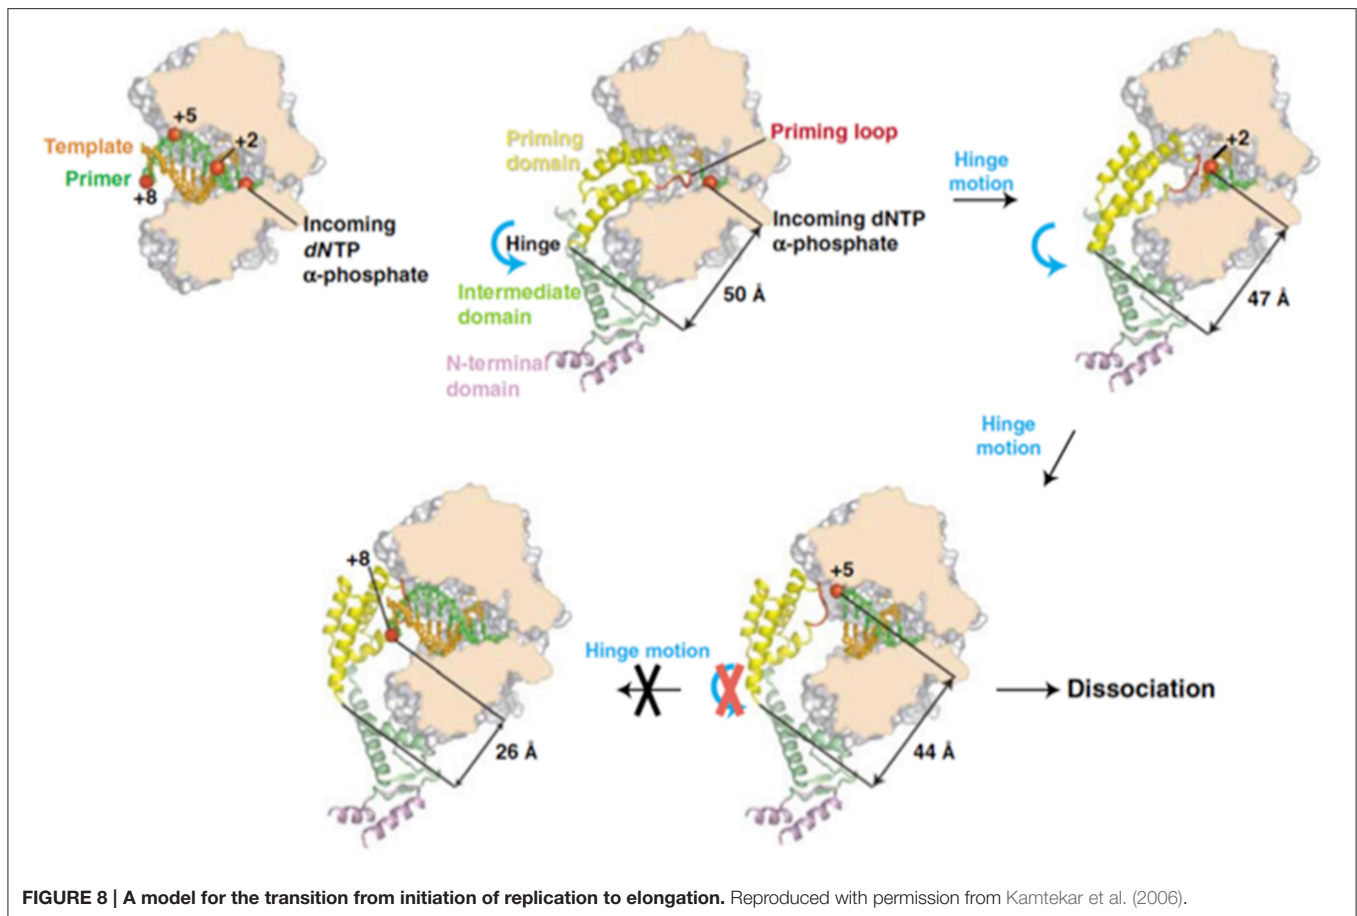 +5
+2
Template
Primer
+8
Incoming
dNTP
α-phosphate
Priming
domain
Priming loop
Incoming dNTP
α-phosphate
Hinge
Intermediate
domain
N-terminal
domain
50 Å
Hinge
motion
+2
47 Å
Hinge
motion
+8
26 Å
Hinge motion
+5
44 Å
Dissociation
FIGURE 8 | A model for the transition from initiation of replication to elongation. Reproduced with permission from Kamtekar et al. (2006).